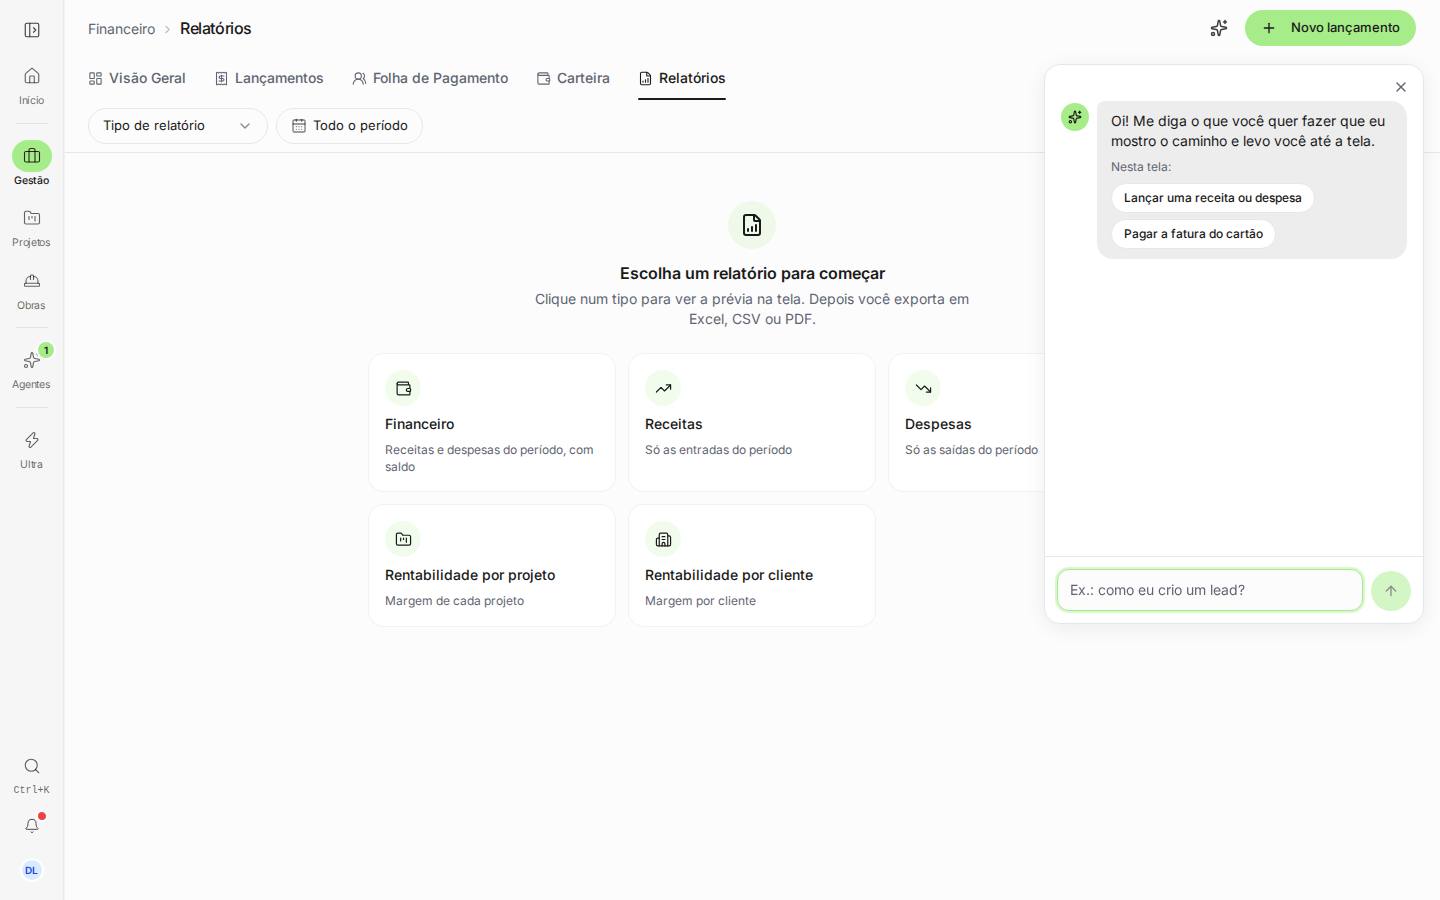 Financeiro
Relatórios
Novo lançamento
Início
Gestão
Projetos
Obras
1
Agentes
Ultra
Ctrl+K
DL
Visão Geral
Lançamentos
Folha de Pagamento
Carteira
Relatórios
Tipo de relatório
Todo o período
Escolha um relatório para começar
Clique num tipo para ver a prévia na tela. Depois você exporta em
Excel, CSV ou PDF.
Financeiro
Receitas e despesas do período, com
saldo
Receitas
Só as entradas do período
Despesas
Só as saídas do período
Rentabilidade por projeto
Margem de cada projeto
Rentabilidade por cliente
Margem por cliente
Oi! Me diga o que você quer fazer que eu
mostro o caminho e levo você até a tela.
Nesta tela:
Lançar uma receita ou despesa
Pagar a fatura do cartão
Ex.: como eu crio um lead?